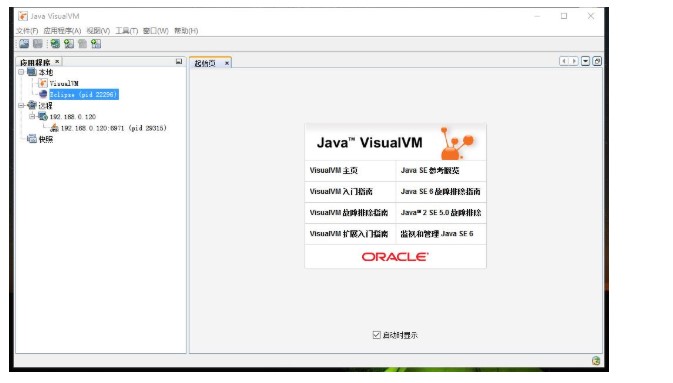 Java VisualVM
文件(F) 应用程序(A) 视图(V) 工具(T) 窗口(W) 帮助(H)
应用程序
本地
VisualVM
Eclipse (pid 22296)
远程
192.168.0.120
192.168.0.120:6971 (pid 29315)
快照
起始页
Java™ VisualVM
VisualVM 主页
Java SE 参考概览
VisualVM 入门指南
Java SE 6 故障排除指南
VisualVM 故障排除指南
Java™ 2 SE 5.0 故障排除
VisualVM 扩展入门指南
监视和管理 Java SE 6
ORACLE
启动时显示